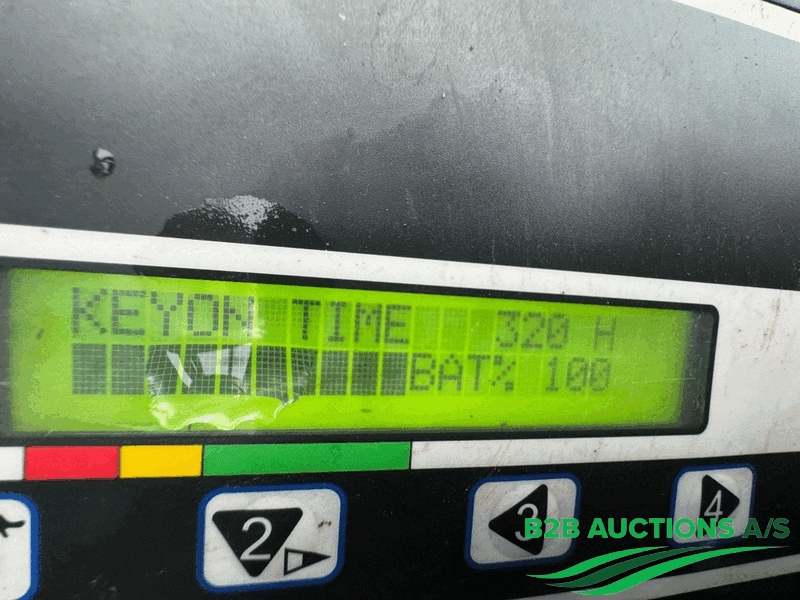 KEYON TIME 320 H
BAT% 100
2
3
4
B2B AUCTIONS A/S